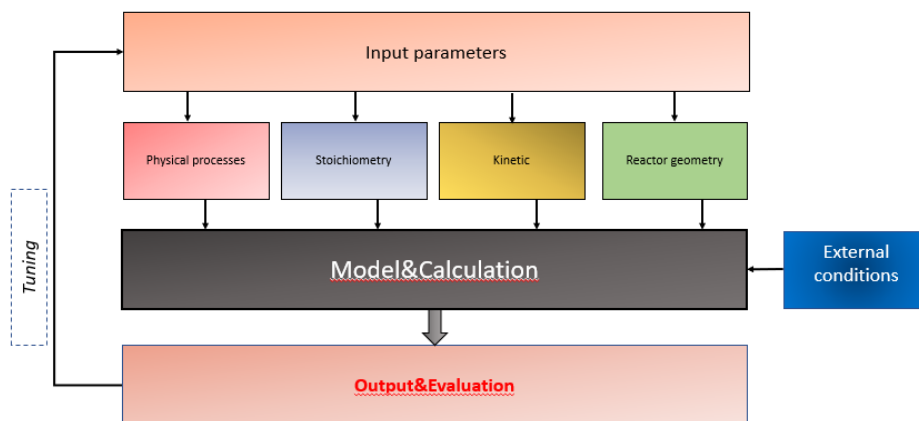 Input parameters
Physical processes
Stoichiometry
Kinetic
Reactor geometry
Tuning
Model&Calculation
External
conditions
Output&Evaluation